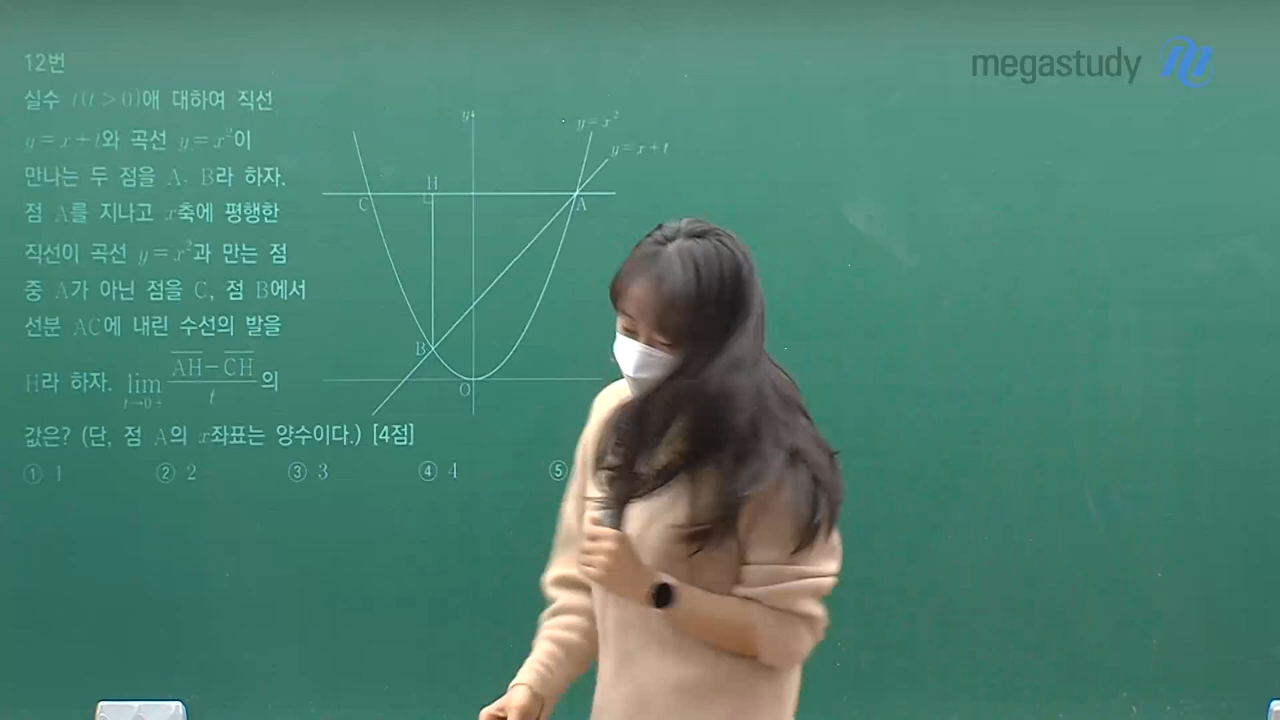 megastudy
12번
실수 t(t>0)에 대하여 직선
y=x+t와 곡선 y=x²이
만나는 두 점을 A, B라 하자.
점 A를 지나고 x축에 평행한
직선이 곡선 y=x²과 만는 점
중 A가 아닌 점을 C, 점 B에서
선분 AC에 내린 수선의 발을
H라 하자. lim t→0+ (AH−CH)/t 의
값은? (단, 점 A의 x좌표는 양수이다.) [4점]
① 1 ② 2 ③ 3 ④ 4 ⑤
y
y=x²
y=x+t
H
C
A
B
O